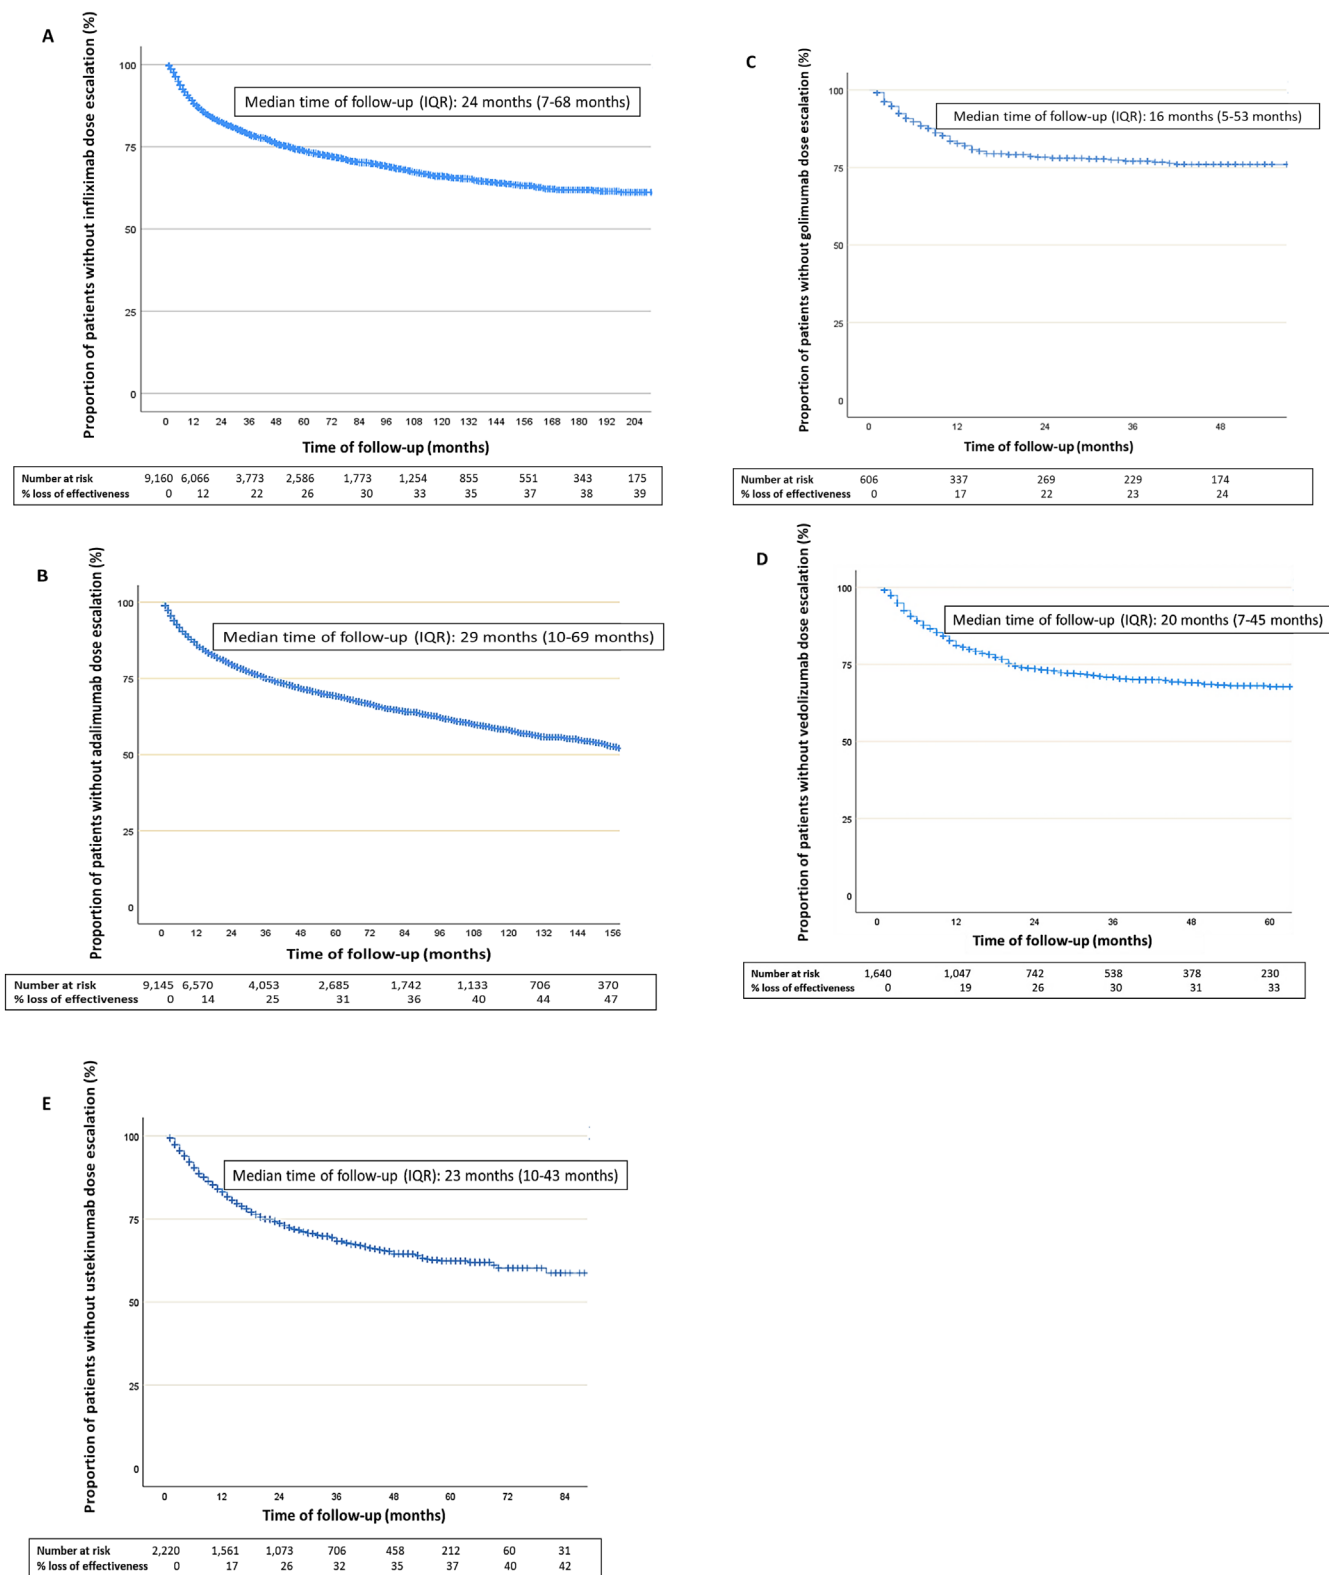 A
Proportion of patients without infliximab dose escalation (%)
100
75
50
25
0
Median time of follow-up (IQR): 24 months (7-68 months)
0 12 24 36 48 60 72 84 96 108 120 132 144 156 168 180 192 204
Time of follow-up (months)
Number at risk 9,160 6,066 3,773 2,586 1,773 1,254 855 551 343 175
% loss of effectiveness 0 12 22 26 30 33 35 37 38 39
C
Proportion of patients without golimumab dose escalation (%)
100
75
50
25
0
Median time of follow-up (IQR): 16 months (5-53 months)
0 12 24 36 48
Time of follow-up (months)
Number at risk 606 337 269 229 174
% loss of effectiveness 0 17 22 23 24
B
Proportion of patients without adalimumab dose escalation (%)
100
75
50
25
0
Median time of follow-up (IQR): 29 months (10-69 months)
0 12 24 36 48 60 72 84 96 108 120 132 144 156
Time of follow-up (months)
Number at risk 9,145 6,570 4,053 2,685 1,742 1,133 706 370
% loss of effectiveness 0 14 25 31 36 40 44 47
D
Proportion of patients without vedolizumab dose escalation (%)
100
75
50
25
0
Median time of follow-up (IQR): 20 months (7-45 months)
0 12 24 36 48 60
Time of follow-up (months)
Number at risk 1,640 1,047 742 538 378 230
% loss of effectiveness 0 19 26 30 31 33
E
Proportion of patients without ustekinumab dose escalation (%)
100
75
50
25
0
Median time of follow-up (IQR): 23 months (10-43 months)
0 12 24 36 48 60 72 84
Time of follow-up (months)
Number at risk 2,220 1,561 1,073 706 458 212 60 31
% loss of effectiveness 0 17 26 32 35 37 40 42